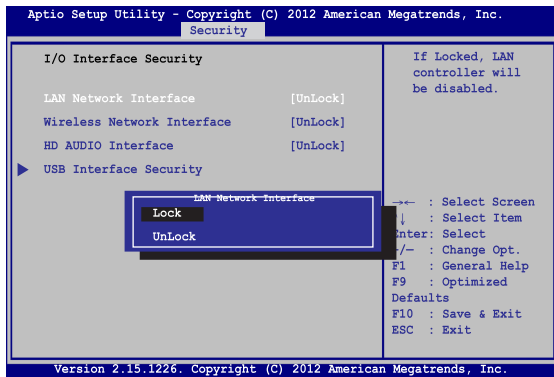 Aptio Setup Utility - Copyright (C) 2012 American Megatrends, Inc.
Security
I/O Interface Security
LAN Network Interface [UnLock]
Wireless Network Interface [UnLock]
HD AUDIO Interface [UnLock]
USB Interface Security
If Locked, LAN
controller will
be disabled.
LAN Network Interface
Lock
UnLock
→← : Select Screen
↓ : Select Item
Enter: Select
/— : Change Opt.
F1 : General Help
F9 : Optimized
Defaults
F10 : Save & Exit
ESC : Exit
Version 2.15.1226. Copyright (C) 2012 American Megatrends, Inc.